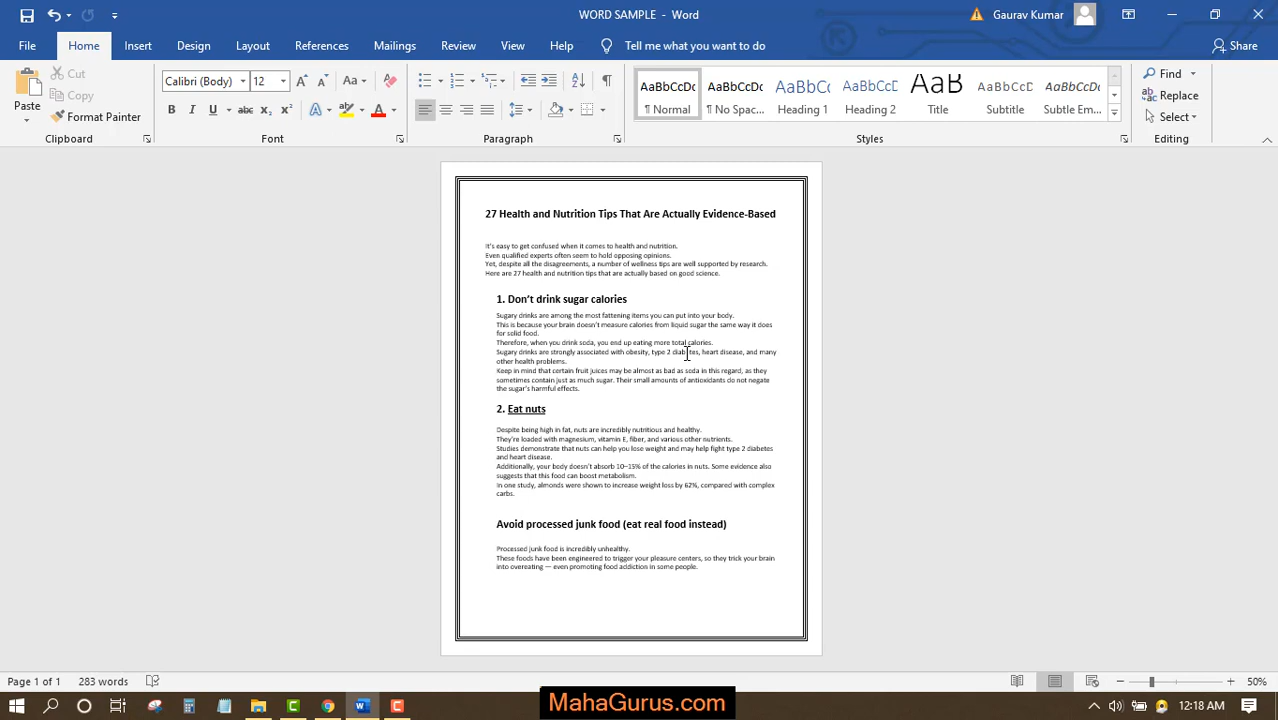 SAMPLE - Word
Gaurav Kumar
File Home Insert Design Layout References Mailings Review View Help Tell me what you want to do Share
Paste
Cut
Copy
Format Painter
Clipboard
Calibri (Body) 12
Font
Paragraph
AaBbCcDc
¶ Normal
AaBbCcDc
¶ No Spac...
AaBbCc
Heading 1
AaBbCcD
Heading 2
AaB
Title
AaBbCcD
Subtitle
AaBbCcDc
Subtle Em...
Styles
Find
Replace
Select
Editing
27 Health and Nutrition Tips That Are Actually Evidence-Based
It's easy to get confused when it comes to health and nutrition.
Even qualified experts often seem to hold opposing opinions.
Yet, despite all the disagreements, a number of wellness tips are well supported by research.
Here are 27 health and nutrition tips that are actually based on good science.
1. Don't drink sugar calories
Sugary drinks are among the most fattening items you can put into your body.
This is because your brain doesn't measure calories from liquid sugar the same way it does
for solid food.
Therefore, when you drink soda, you end up eating more total calories.
Sugary drinks are strongly associated with obesity, type 2 diabetes, heart disease, and many
other health problems.
Keep in mind that certain fruit juices may be almost as bad as soda in this regard, as they
sometimes contain just as much sugar. Their small amounts of antioxidants do not negate
the sugar's harmful effects.
2. Eat nuts
Despite being high in fat, nuts are incredibly nutritious and healthy.
They're loaded with magnesium, vitamin E, fiber, and various other nutrients.
Studies demonstrate that nuts can help you lose weight and may help fight type 2 diabetes
and heart disease.
Additionally, your body doesn't absorb 10–15% of the calories in nuts. Some evidence also
suggests that this food can boost metabolism.
In one study, almonds were shown to increase weight loss by 62%, compared with complex
carbs.
Avoid processed junk food (eat real food instead)
Processed junk food is incredibly unhealthy.
These foods have been engineered to trigger your pleasure centers, so they trick your brain
into overeating — even promoting food addiction in some people.
Page 1 of 1 283 words 50%
MahaGurus.com
12:18 AM